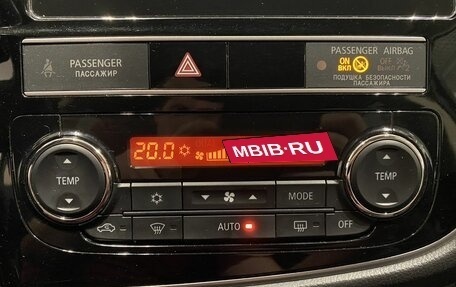 PASSENGER
ПАССАЖИР
PASSENGER AIRBAG
ON OFF
ВКЛ ВЫКЛ
ПОДУШКА БЕЗОПАСНОСТИ
ПАССАЖИРА
20.0
MBIB·RU
TEMP
TEMP
MODE
AUTO
OFF